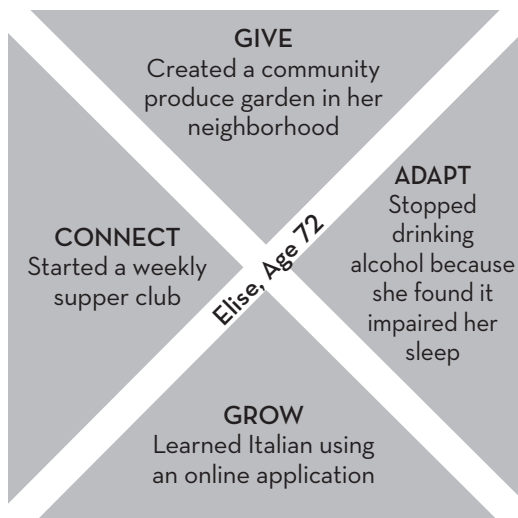 GIVE
Created a community
produce garden in her
neighborhood
ADAPT
Stopped
drinking
alcohol because
she found it
impaired her
sleep
CONNECT
Started a weekly
supper club
Elise, Age 72
GROW
Learned Italian using
an online application